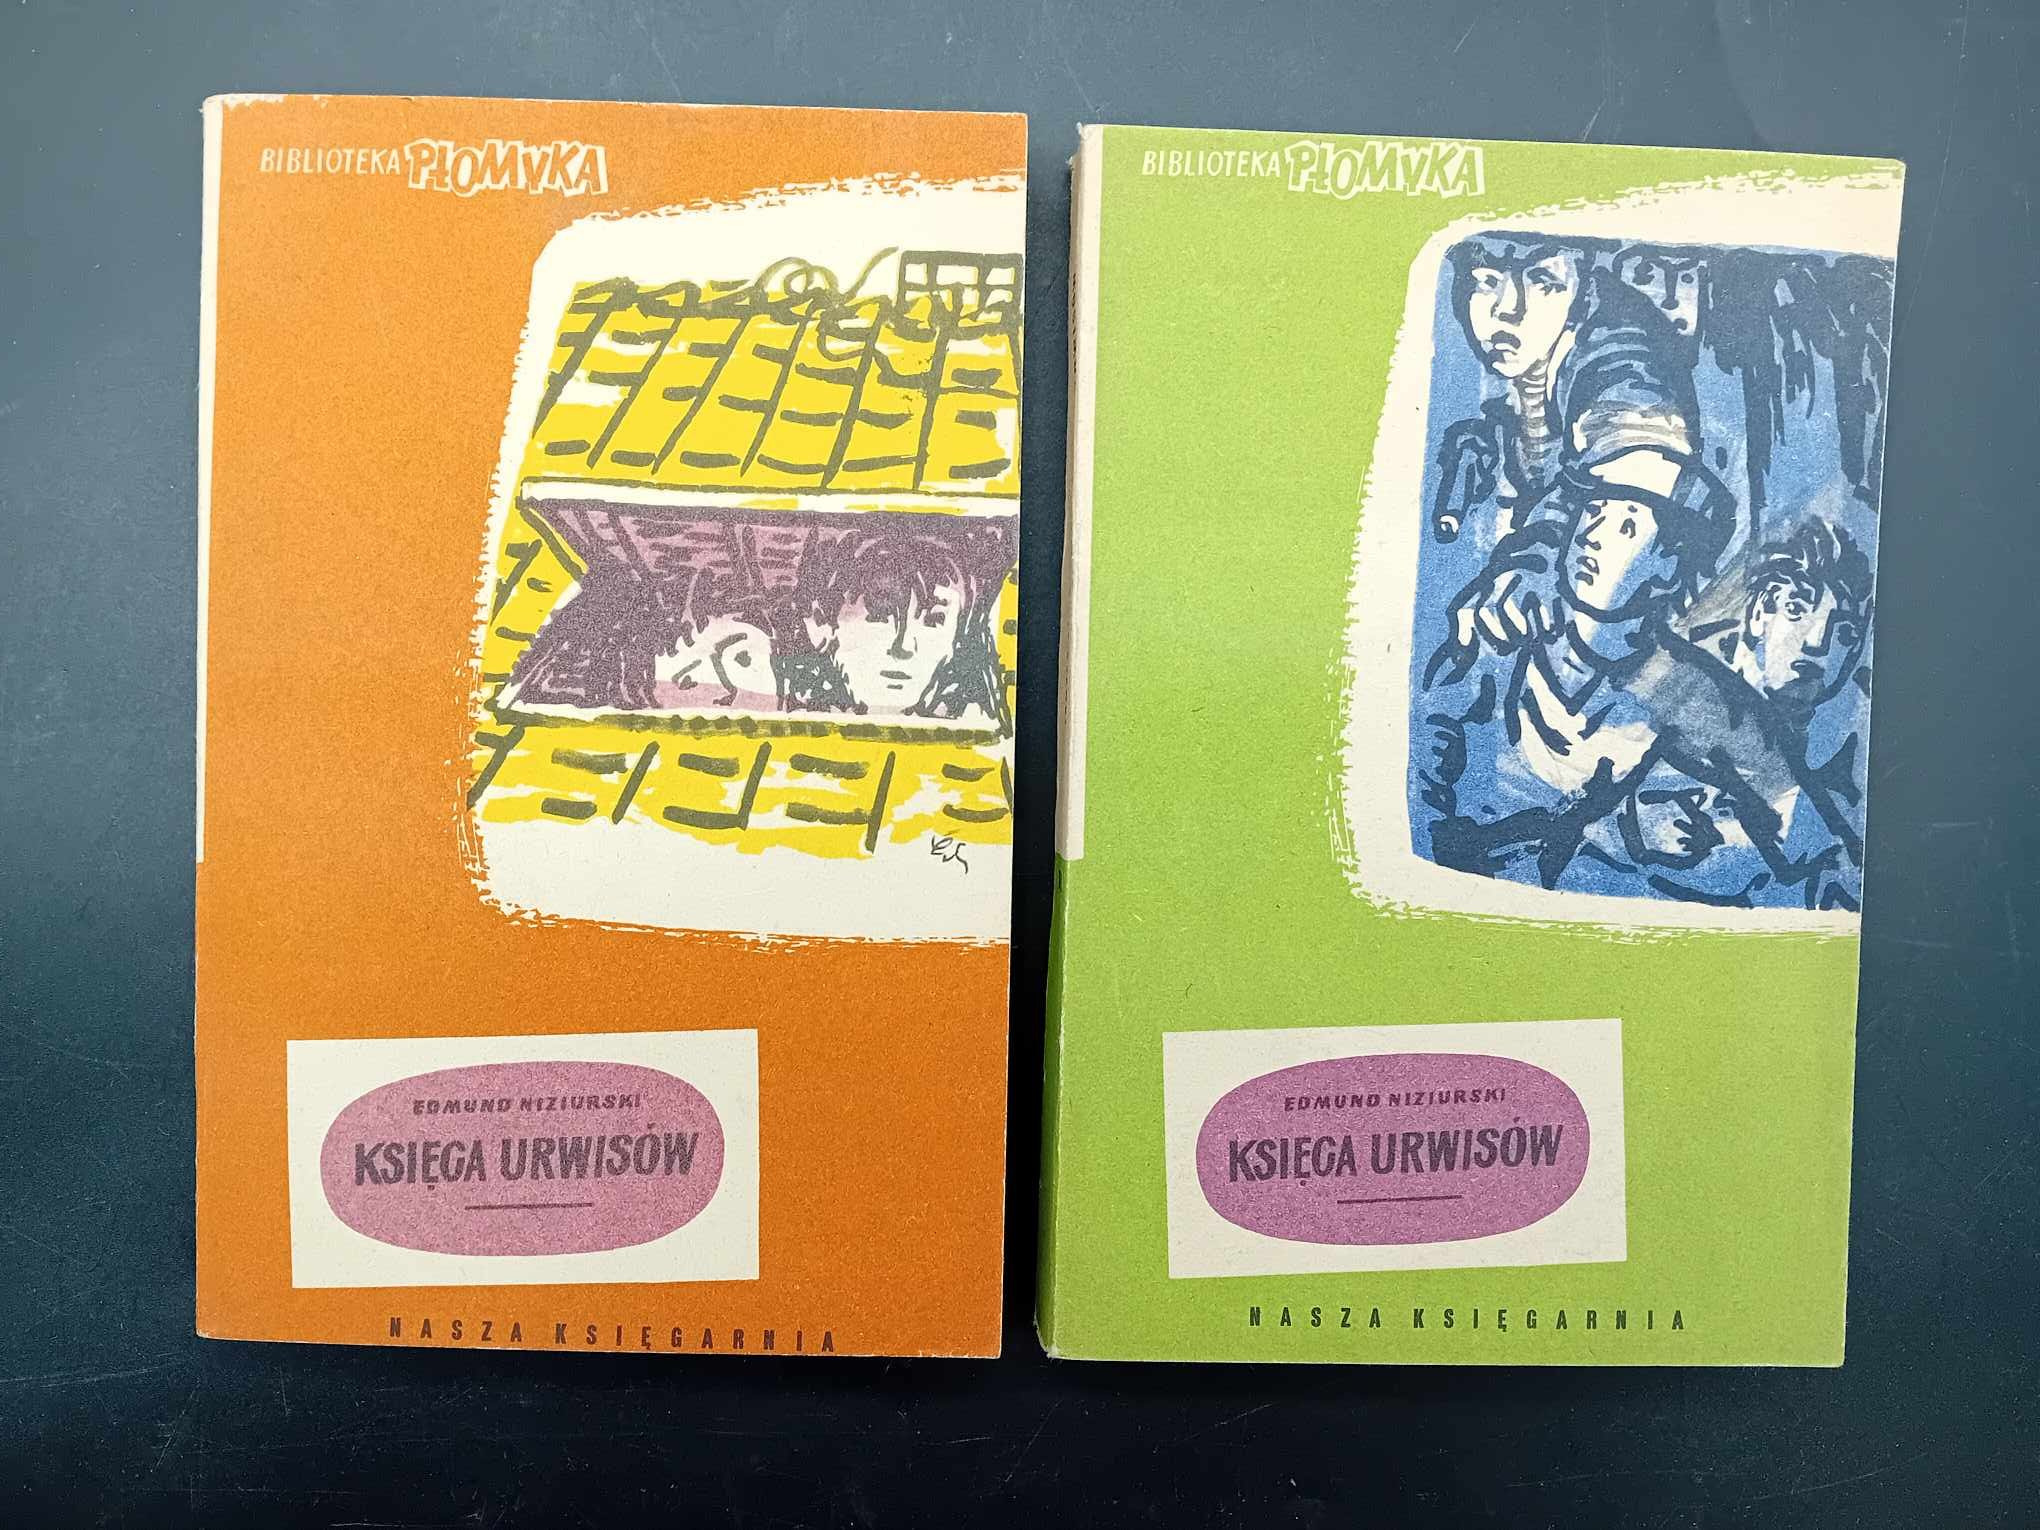 BIBLIOTEKA PŁOMYKA
EDMUND NIZIURSKI
KSIĘGA URWISÓW
NASZA KSIĘGARNIA
BIBLIOTEKA PŁOMYKA
EDMUND NIZIURSKI
KSIĘGA URWISÓW
NASZA KSIĘGARNIA